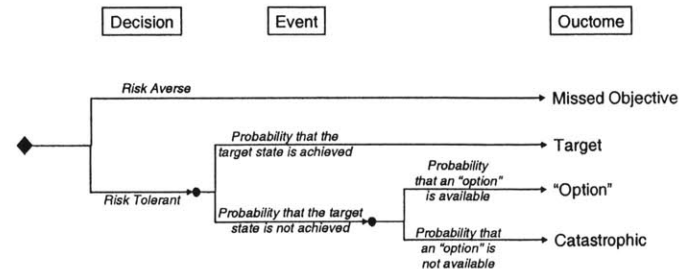 Decision
Event
Ouctome
Risk Averse
Missed Objective
Probability that the
target state is achieved
Target
Risk Tolerant
Probability
that an "option"
is available
"Option"
Probability that the target
state is not achieved
Probability that
an "option" is
not available
Catastrophic